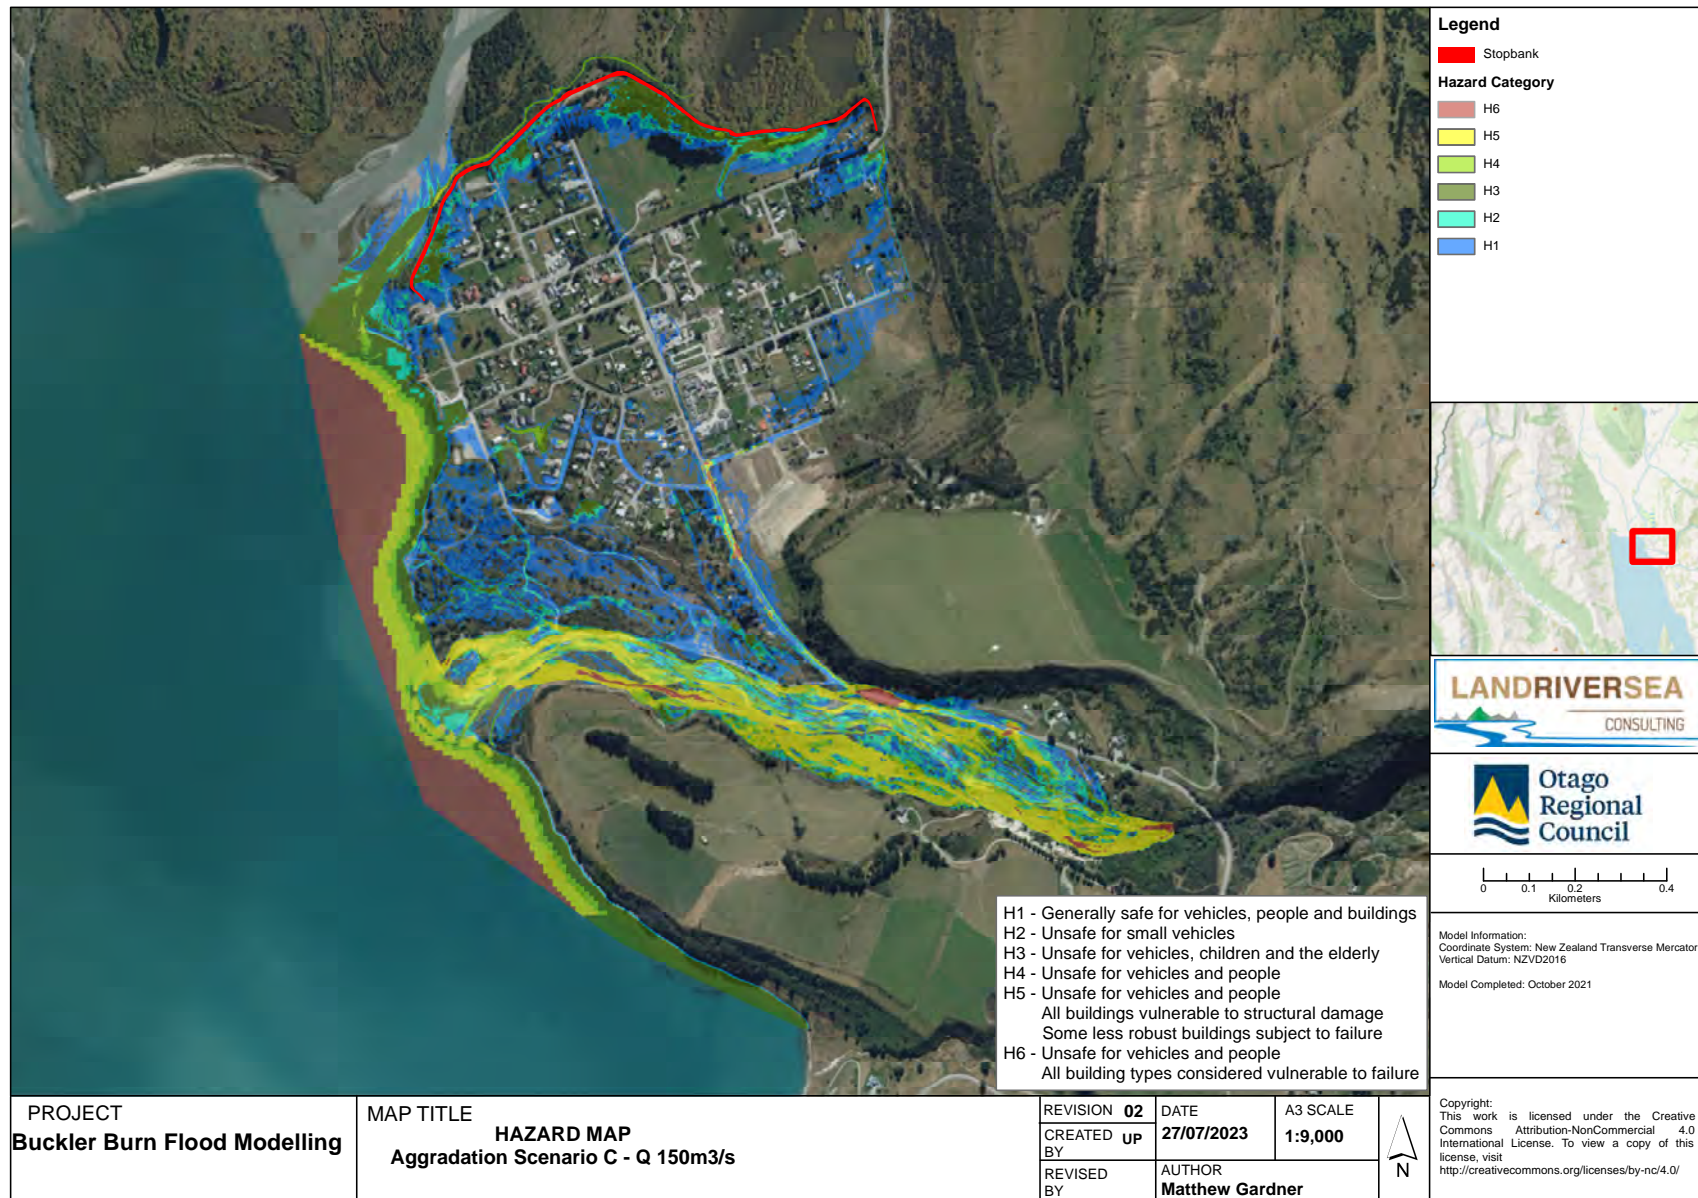 Legend
Stopbank
Hazard Category
H6
H5
H4
H3
H2
H1
LANDRIVERSEA
CONSULTING
Otago
Regional
Council
0 0.1 0.2 0.4
Kilometers
Model Information:
Coordinate System: New Zealand Transverse Mercator
Vertical Datum: NZVD2016
Model Completed: October 2021
Copyright:
This work is licensed under the Creative
Commons Attribution-NonCommercial 4.0
International License. To view a copy of this
license, visit
http://creativecommons.org/licenses/by-nc/4.0/
H1 - Generally safe for vehicles, people and buildings
H2 - Unsafe for small vehicles
H3 - Unsafe for vehicles, children and the elderly
H4 - Unsafe for vehicles and people
H5 - Unsafe for vehicles and people
All buildings vulnerable to structural damage
Some less robust buildings subject to failure
H6 - Unsafe for vehicles and people
All building types considered vulnerable to failure
PROJECT
Buckler Burn Flood Modelling
MAP TITLE
HAZARD MAP
Aggradation Scenario C - Q 150m3/s
REVISION 02
CREATED BY UP
REVISED BY
DATE
27/07/2023
A3 SCALE
1:9,000
AUTHOR
Matthew Gardner
N